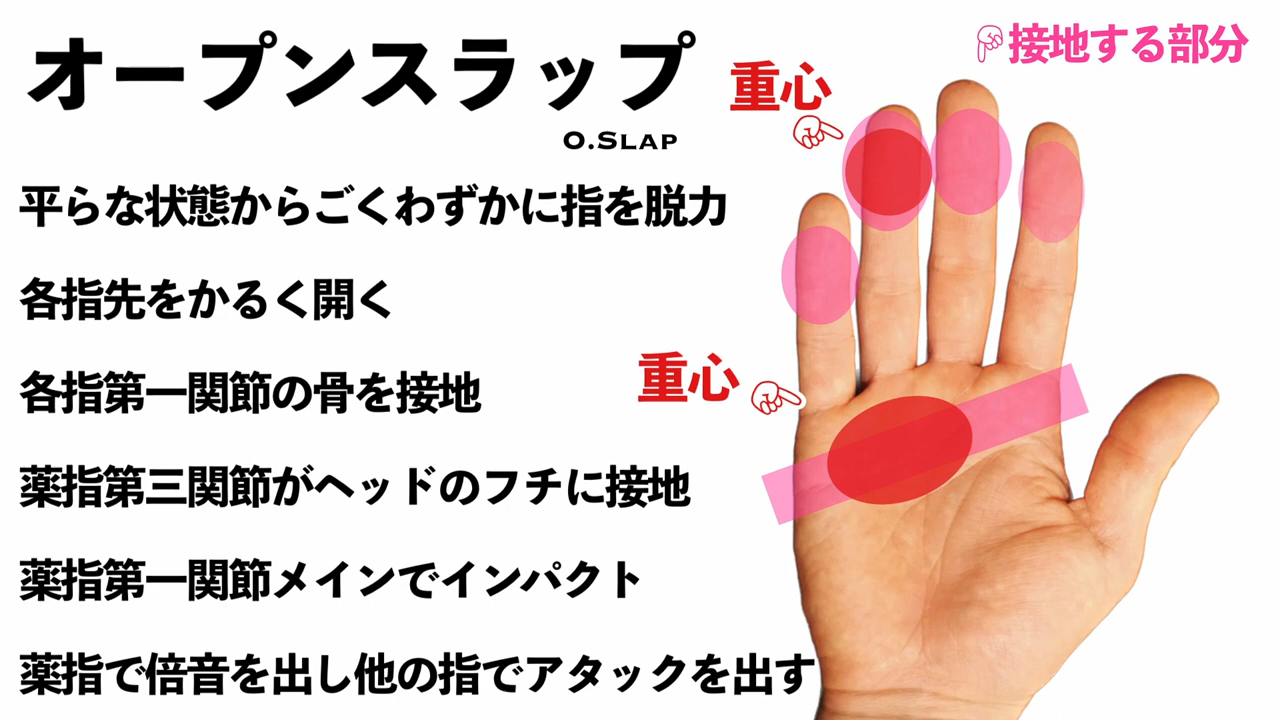 オープンスラップ
O.SLAP
平らな状態からごくわずかに指を脱力
各指先をかるく開く
各指第一関節の骨を接地
薬指第三関節がヘッドのフチに接地
薬指第一関節メインでインパクト
薬指で倍音を出し他の指でアタックを出す
接地する部分
重心
重心